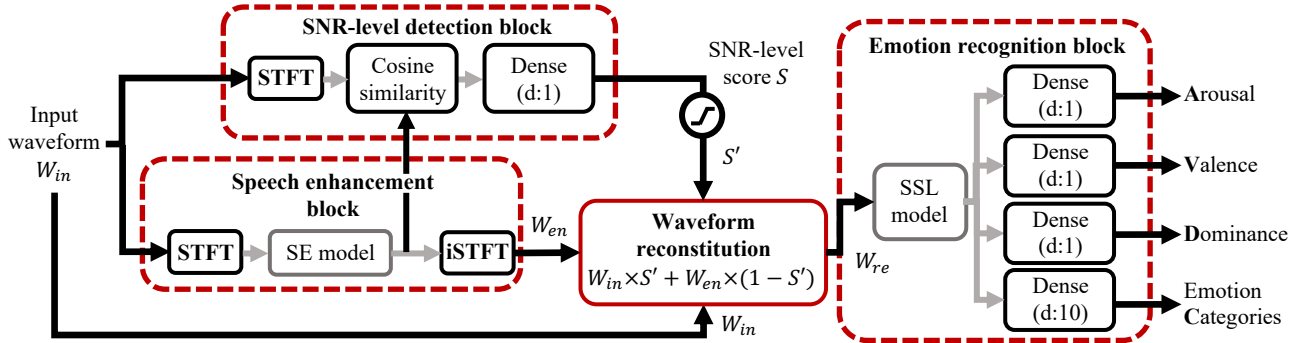 SNR-level detection block
STFT
Cosine
similarity
Dense
(d:1)
SNR-level
score S
S′
Input
waveform
W_in
Speech enhancement
block
STFT
SE model
iSTFT
W_en
Waveform
reconstitution
W_in×S′ + W_en×(1 − S′)
W_in
W_re
Emotion recognition block
SSL
model
Dense
(d:1)
Arousal
Dense
(d:1)
Valence
Dense
(d:1)
Dominance
Dense
(d:10)
Emotion
Categories